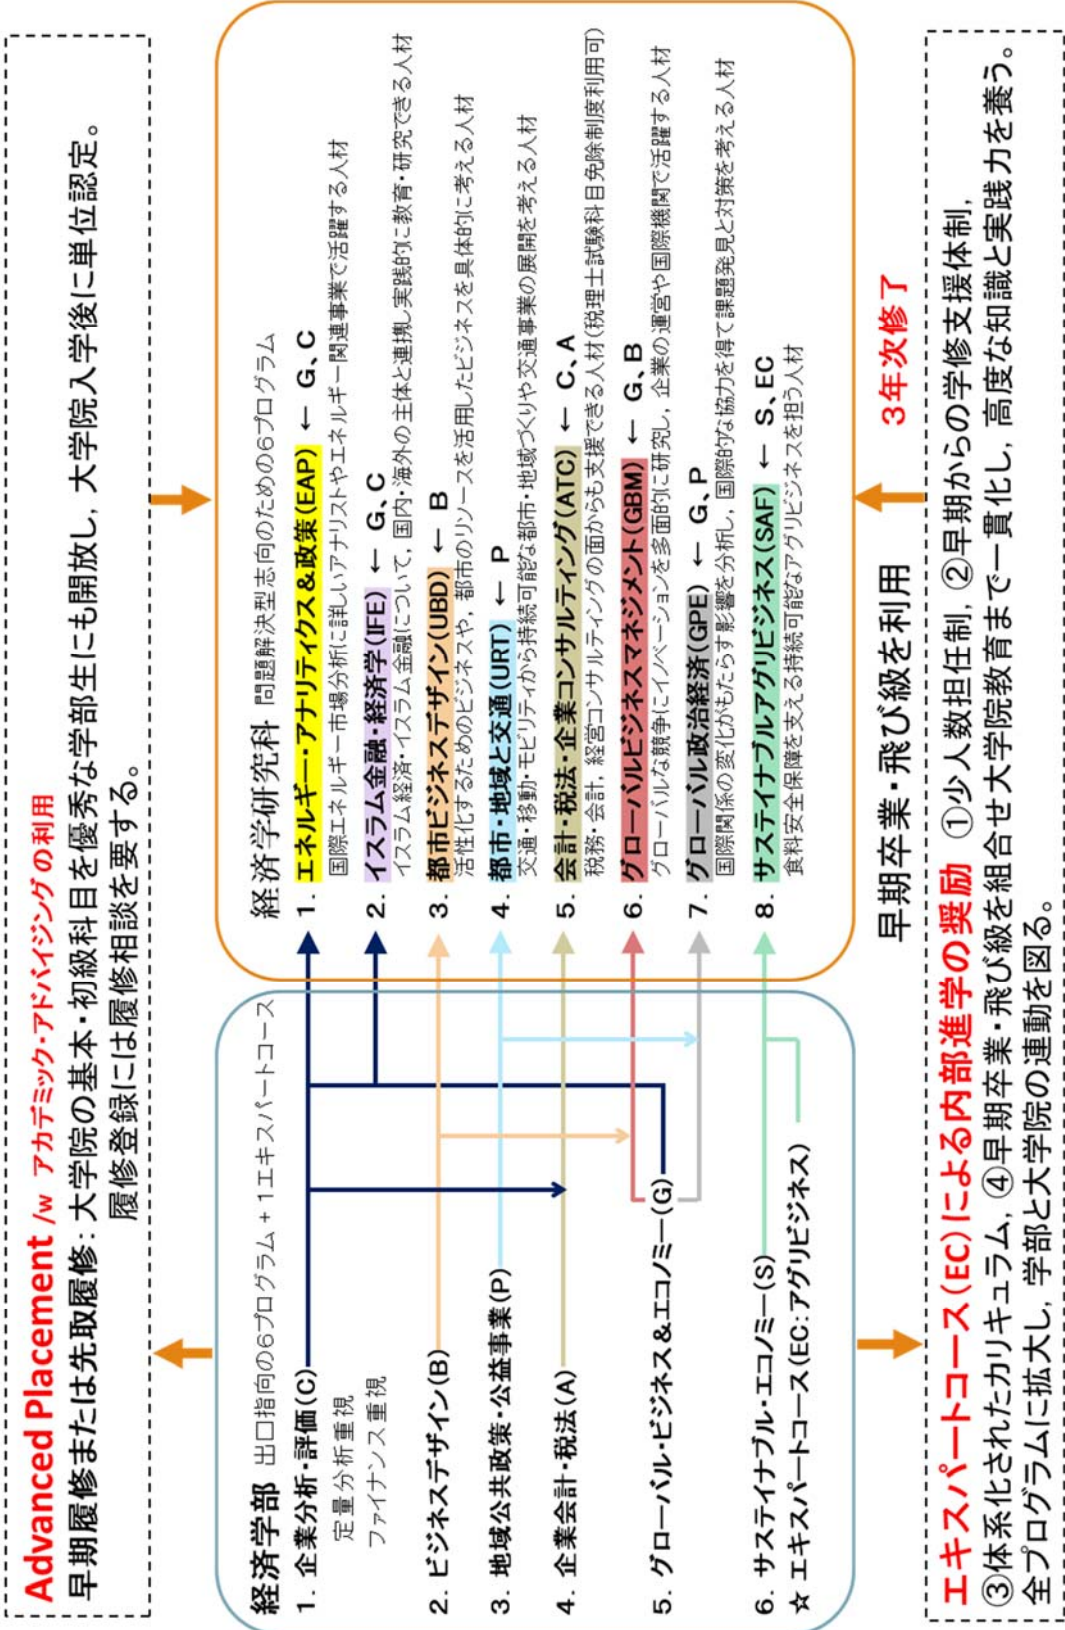 Advanced Placement /w アカデミック・アドバイジングの利用
早期履修または先取履修：大学院の基本・初級科目を優秀な学部生にも開放し，大学院入学後に単位認定。
履修登録には履修相談を要する。
経済学部 出口指向の6プログラム＋1エキスパートコース
1．企業分析・評価(C)
定量分析重視
ファイナンス重視
2．ビジネスデザイン(B)
3．地域公共政策・公益事業(P)
4．企業会計・税法(A)
5．グローバル・ビジネス&エコノミー(G)
6．サステイナブル・エコノミー(S)
☆ エキスパートコース(EC：アグリビジネス)
経済学研究科 問題解決型志向のための6プログラム
1．エネルギー・アナリティクス&政策(EAP) ← G、C
国際エネルギー市場分析に詳しいアナリストやエネルギー関連事業で活躍する人材
2．イスラム金融・経済学(IFE) ← G、C
イスラム経済・イスラム金融について，国内・海外の主体と連携し実践的に教育・研究できる人材
3．都市ビジネスデザイン(UBD) ← B
活性化するためのビジネスや，都市のリソースを活用したビジネスを具体的に考える人材
4．都市・地域と交通(URT) ← P
交通・移動・モビリティから持続可能な都市・地域づくりや交通事業の展開を考える人材
5．会計・税法・企業コンサルティング(ATC) ← C、A
税務・会計，経営コンサルティングの面からも支援できる人材(税理士試験科目免除制度利用可)
6．グローバルビジネスマネジメント(GBM) ← G、B
グローバルな競争にイノベーションを多面的に研究し，企業の運営や国際機関で活躍する人材
7．グローバル政治経済(GPE) ← G、P
国際関係の変化がもたらす影響を分析し，国際的な協力を得て課題発見と対策を考える人材
8．サステイナブルアグリビジネス(SAF) ← S、EC
食料安全保障を支える持続可能なアグリビジネスを担う人材
早期卒業・飛び級を利用 3年次修了
エキスパートコース(EC)による内部進学の奨励 ①少人数担任制，②早期からの学修支援体制，
③体系化されたカリキュラム，④早期卒業・飛び級を組合せ大学院教育まで一貫化し，高度な知識と実践力を養う。
全プログラムに拡大し，学部と大学院の連動を図る。